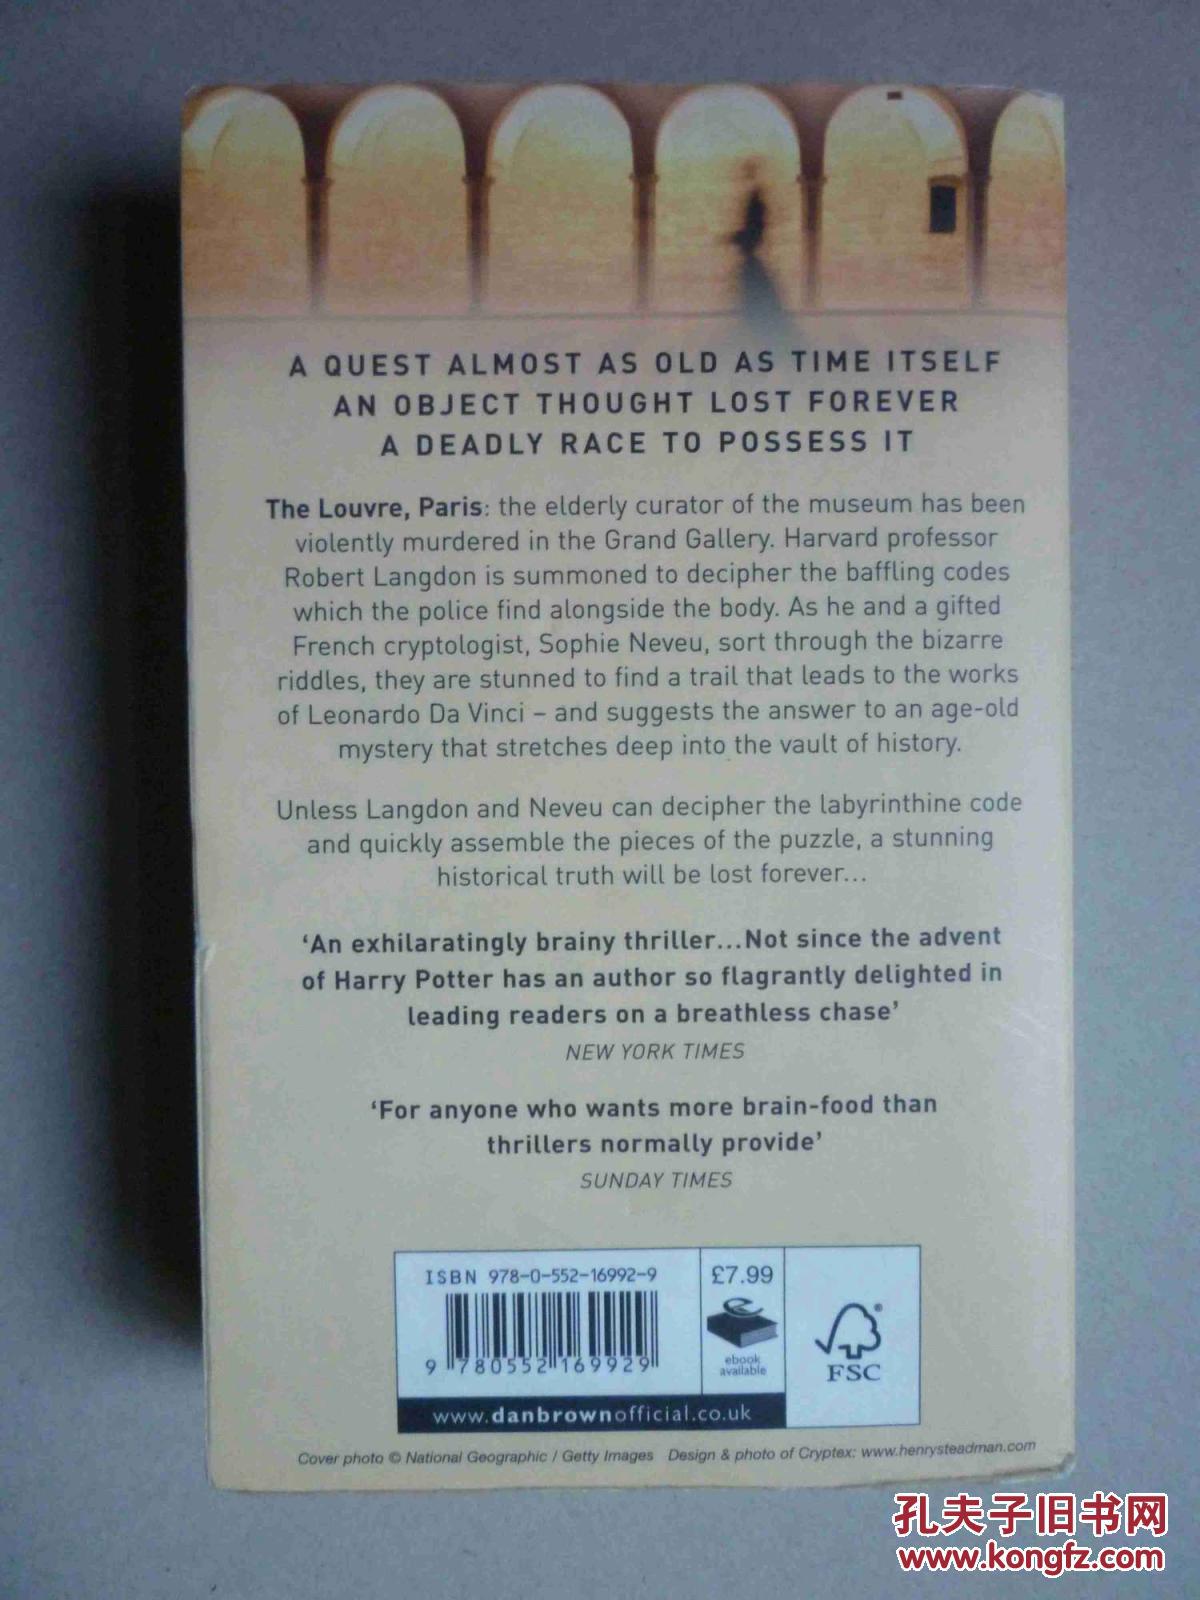 A QUEST ALMOST AS OLD AS TIME ITSELF
AN OBJECT THOUGHT LOST FOREVER
A DEADLY RACE TO POSSESS IT
The Louvre, Paris: the elderly curator of the museum has been
violently murdered in the Grand Gallery. Harvard professor
Robert Langdon is summoned to decipher the baffling codes
which the police find alongside the body. As he and a gifted
French cryptologist, Sophie Neveu, sort through the bizarre
riddles, they are stunned to find a trail that leads to the works
of Leonardo Da Vinci – and suggests the answer to an age-old
mystery that stretches deep into the vault of history.
Unless Langdon and Neveu can decipher the labyrinthine code
and quickly assemble the pieces of the puzzle, a stunning
historical truth will be lost forever...
‘An exhilaratingly brainy thriller...Not since the advent
of Harry Potter has an author so flagrantly delighted in
leading readers on a breathless chase’
NEW YORK TIMES
‘For anyone who wants more brain-food than
thrillers normally provide’
SUNDAY TIMES
ISBN 978-0-552-16992-9
9 780552 169929
£7.99
ebook
available
®
FSC
www.danbrownofficial.co.uk
Cover photo © National Geographic / Getty Images Design & photo of Cryptex: www.henrysteadman.com
孔夫子旧书网
www.kongfz.com